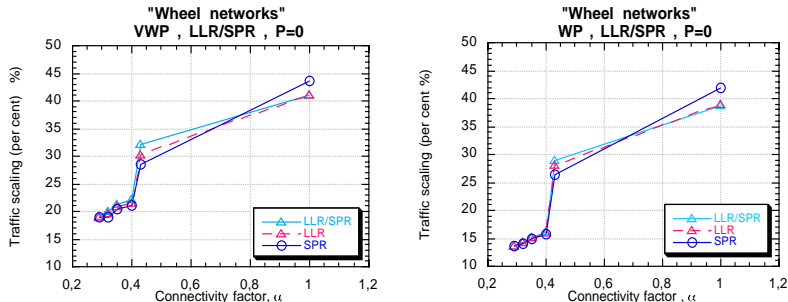 "Wheel networks"
VWP , LLR/SPR , P=0
Traffic scaling (per cent) %)
50
45
40
35
30
25
20
15
10
0,2
0,4
0,6
0,8
1
1,2
Connectivity factor, α
LLR/SPR
LLR
SPR
"Wheel networks"
WP , LLR/SPR , P=0
Traffic scaling (per cent %)
50
45
40
35
30
25
20
15
10
0,2
0,4
0,6
0,8
1
1,2
Connectivity factor, α
LLR/SPR
LLR
SPR